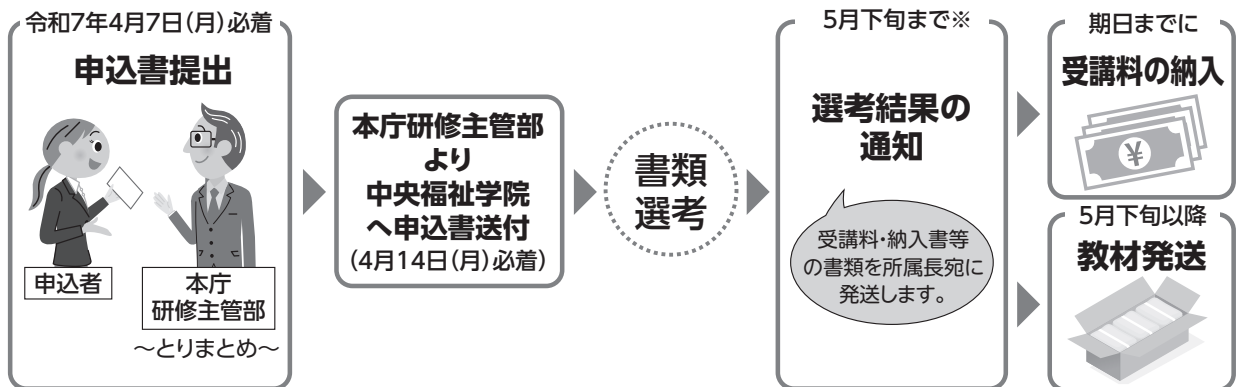 令和7年4月7日(月)必着
申込書提出
申込者
本庁
研修主管部
〜とりまとめ〜
本庁研修主管部
より
中央福祉学院
へ申込書送付
(4月14日(月)必着)
書類
選考
5月下旬まで※
選考結果の
通知
受講料・納入書等
の書類を所属長宛に
発送します。
期日までに
受講料の納入
¥
5月下旬以降
教材発送